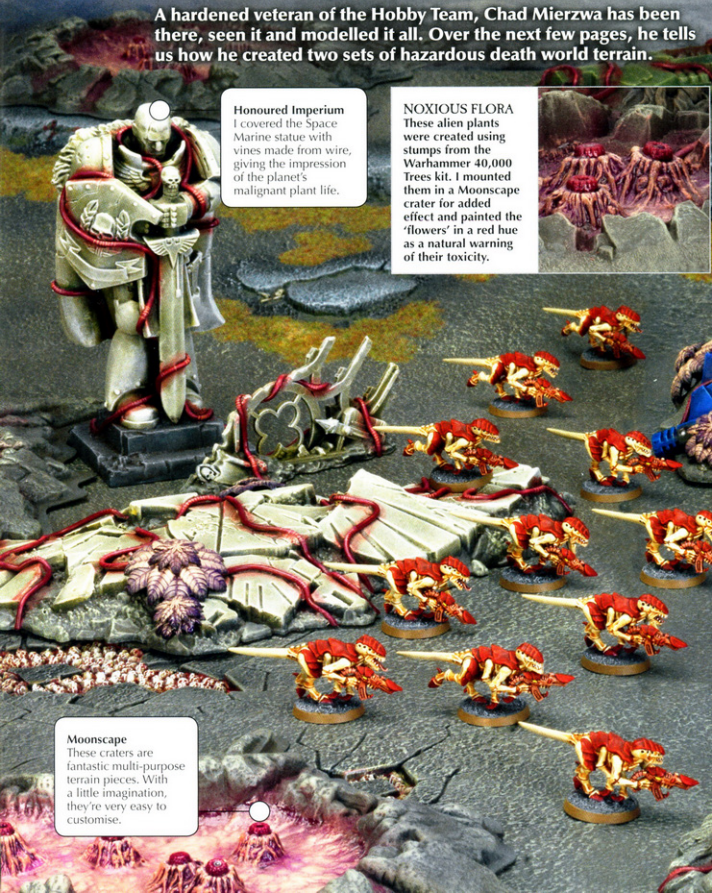 A hardened veteran of the Hobby Team, Chad Mierzwa has been
there, seen it and modelled it all. Over the next few pages, he tells
us how he created two sets of hazardous death world terrain.
Honoured Imperium
I covered the Space
Marine statue with
vines made from wire,
giving the impression
of the planet's
malignant plant life.
NOXIOUS FLORA
These alien plants
were created using
stumps from the
Warhammer 40,000
Trees kit. I mounted
them in a Moonscape
crater for added
effect and painted the
'flowers' in a red hue
as a natural warning
of their toxicity.
Moonscape
These craters are
fantastic multi-purpose
terrain pieces. With
a little imagination,
they're very easy to
customise.